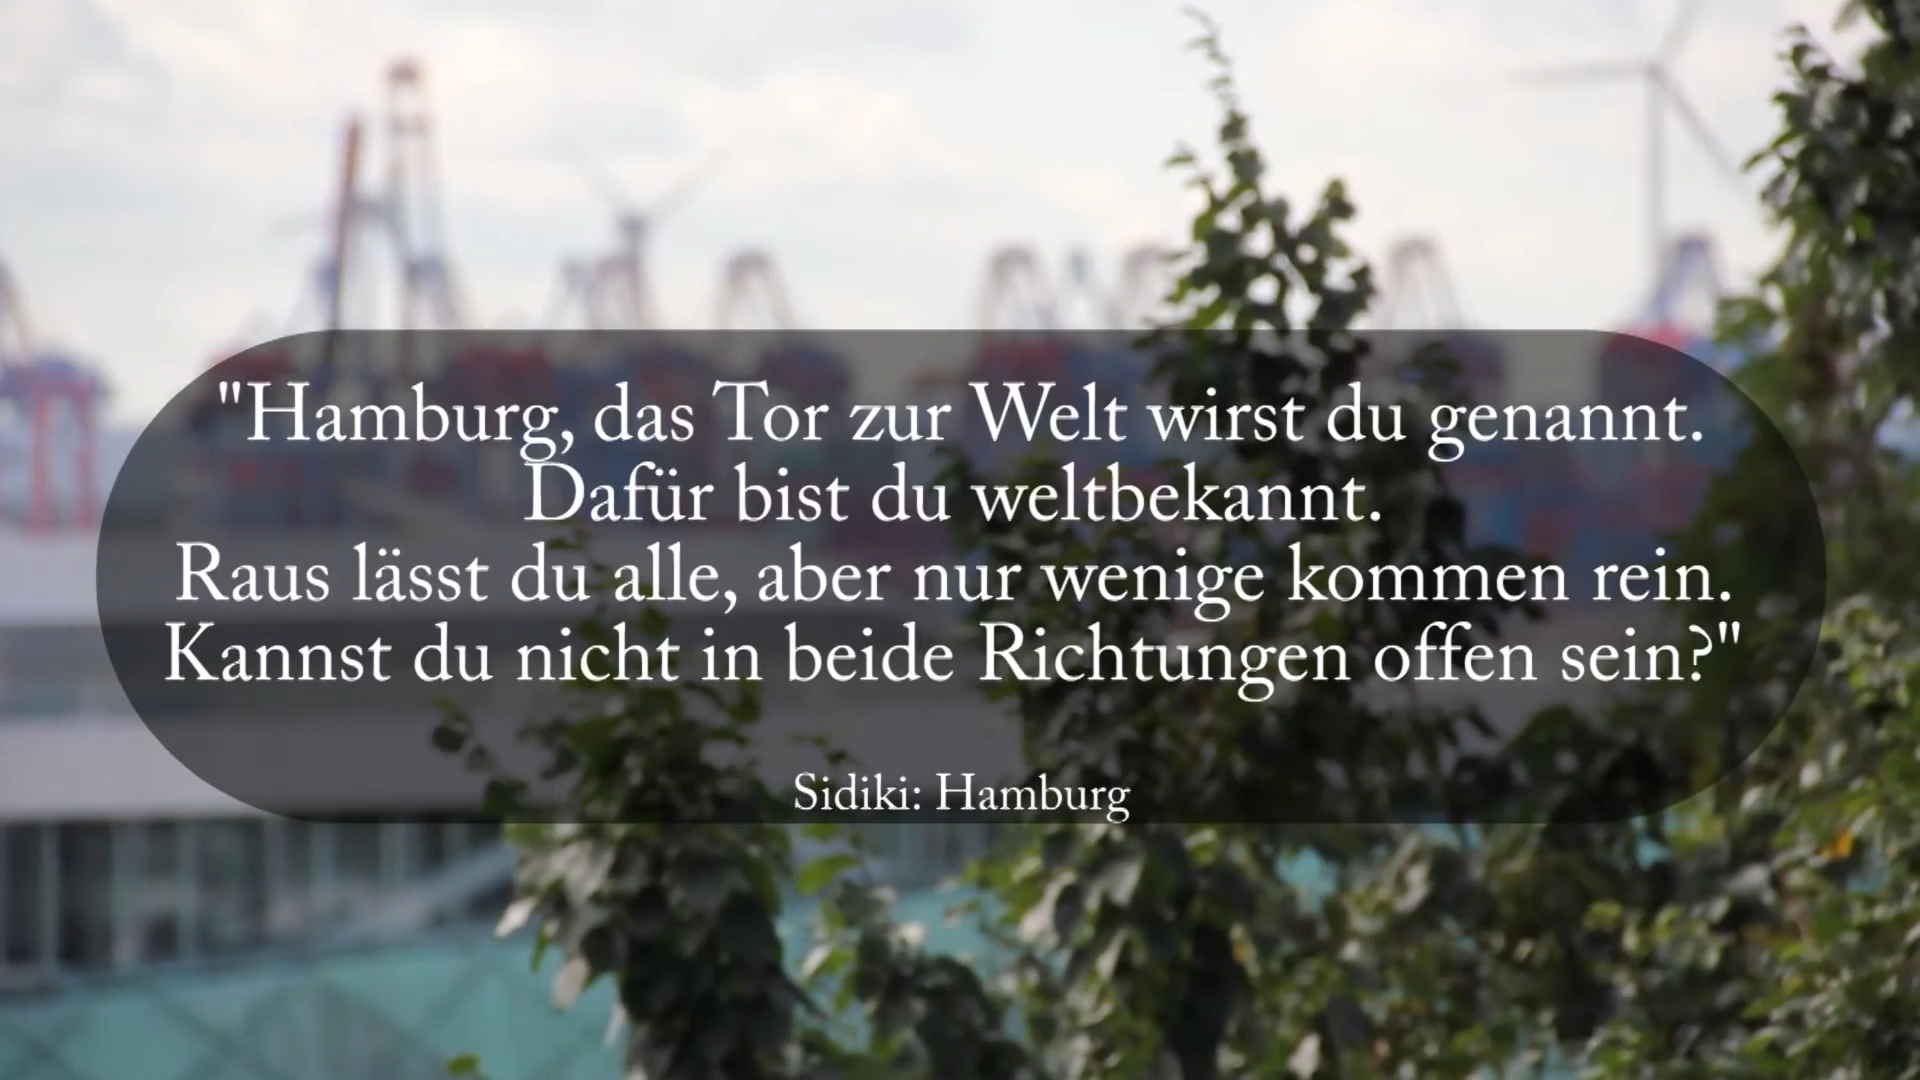 "Hamburg, das Tor zur Welt wirst du genannt.
Dafür bist du weltbekannt.
Raus lässt du alle, aber nur wenige kommen rein.
Kannst du nicht in beide Richtungen offen sein?"
Sidiki: Hamburg